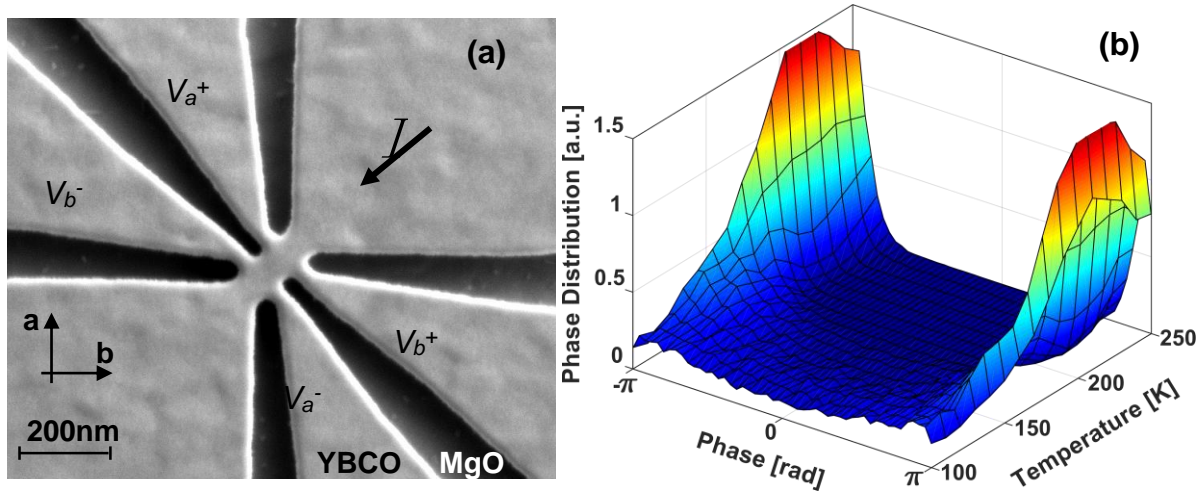 (a)
Va+
I
Vb-
a
b
Vb+
Va-
200nm
YBCO
MgO
(b)
Phase Distribution [a.u.]
1.5
1
0.5
0
-π
0
π
Phase [rad]
100
150
200
250
Temperature [K]